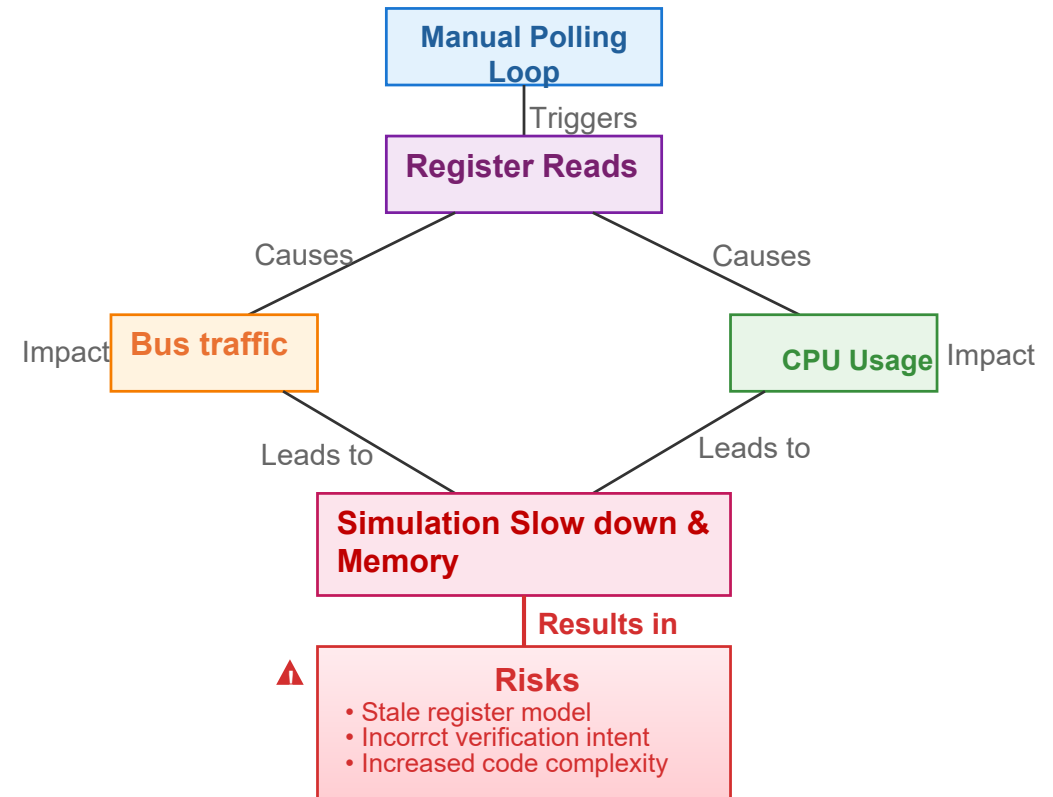 Manual Polling
Loop
Triggers
Register Reads
Causes
Causes
Impact
Bus traffic
CPU Usage
Impact
Leads to
Leads to
Simulation Slow down &
Memory
Results in
Risks
• Stale register model
• Incorrct verification intent
• Increased code complexity